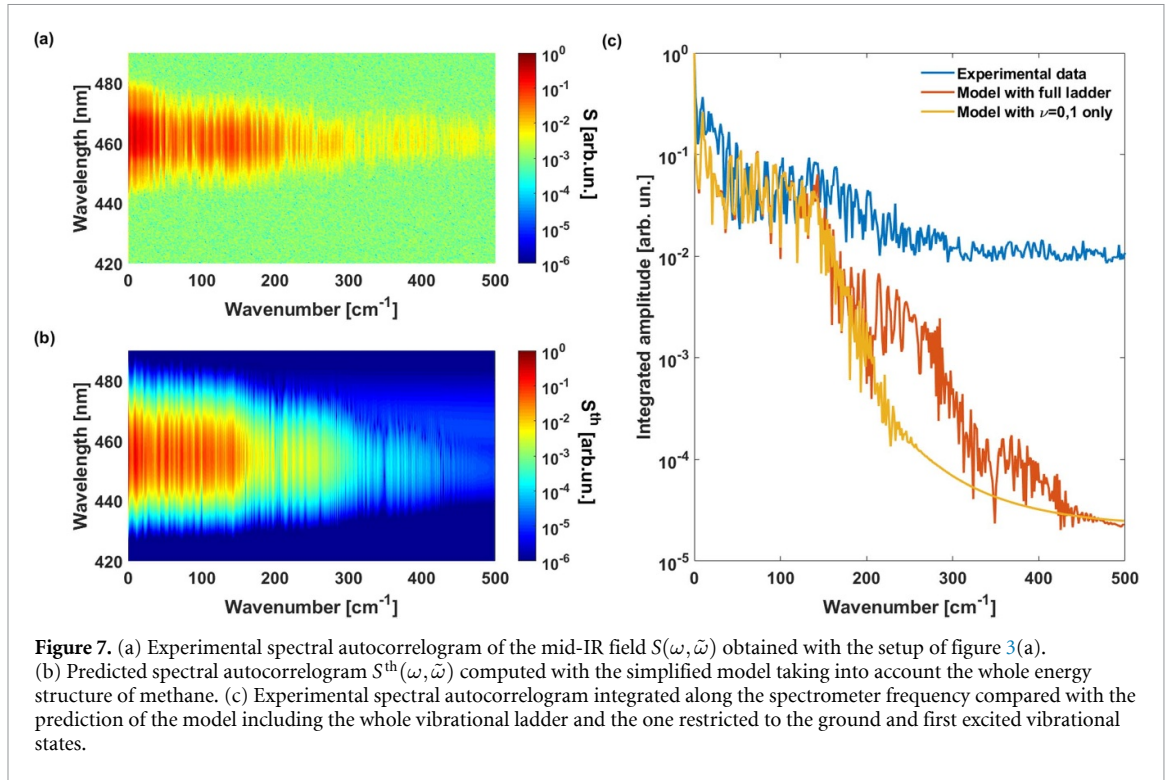 (a)
Wavelength [nm]
480
460
440
420
0 100 200 300 400 500
Wavenumber [cm⁻¹]
10⁰
10⁻¹
10⁻²
10⁻³
10⁻⁴
10⁻⁵
10⁻⁶
S [arb.un.]
(b)
Wavelength [nm]
480
460
440
420
0 100 200 300 400 500
Wavenumber [cm⁻¹]
10⁰
10⁻¹
10⁻²
10⁻³
10⁻⁴
10⁻⁵
10⁻⁶
Sᵗʰ [arb.un.]
(c)
Integrated amplitude [arb. un.]
10⁰
10⁻¹
10⁻²
10⁻³
10⁻⁴
10⁻⁵
Experimental data
Model with full ladder
Model with ν=0,1 only
0 100 200 300 400 500
Wavenumber [cm⁻¹]
Figure 7. (a) Experimental spectral autocorrelogram of the mid-IR field S(ω, ω̃) obtained with the setup of figure 3(a).
(b) Predicted spectral autocorrelogram Sᵗʰ(ω, ω̃) computed with the simplified model taking into account the whole energy
structure of methane. (c) Experimental spectral autocorrelogram integrated along the spectrometer frequency compared with the
prediction of the model including the whole vibrational ladder and the one restricted to the ground and first excited vibrational
states.